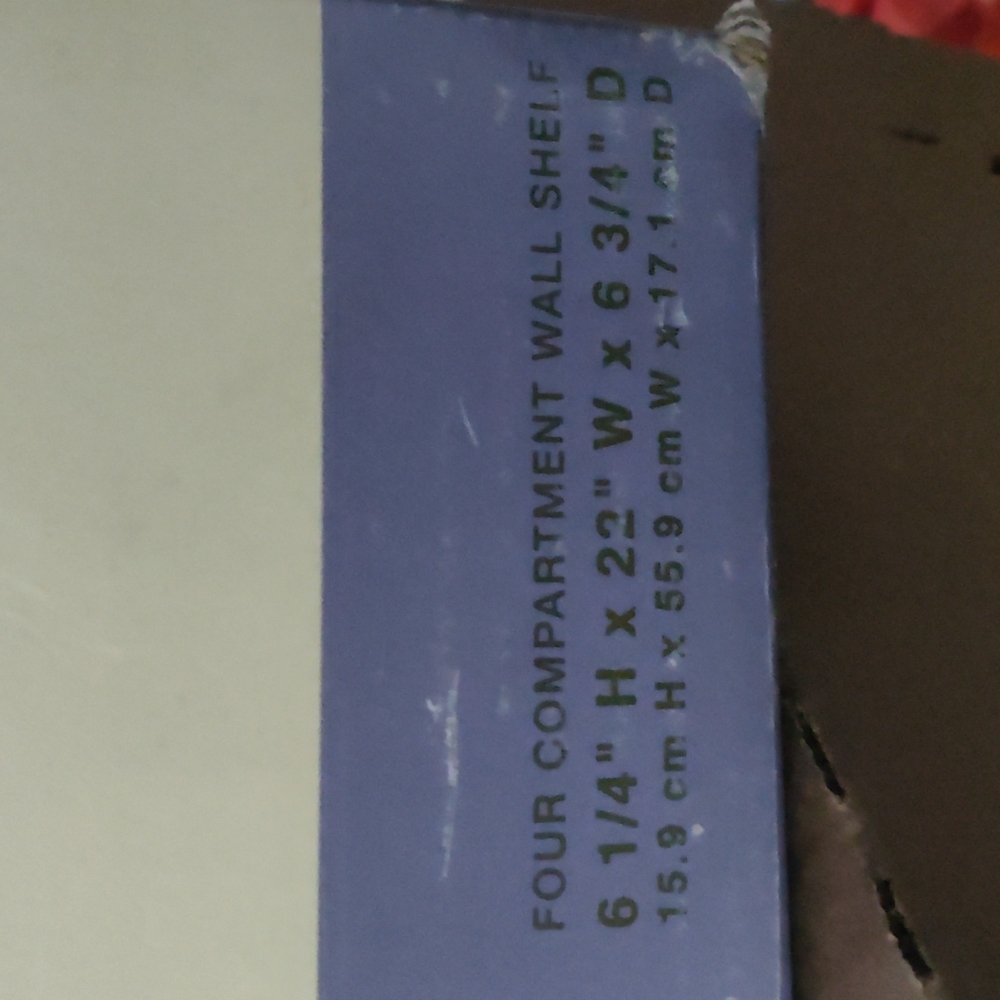 FOUR COMPARTMENT WALL SHELF
6 1/4" H x 22" W x 6 3/4" D
15.9 cm H x 55.9 cm W x 17.1 cm D